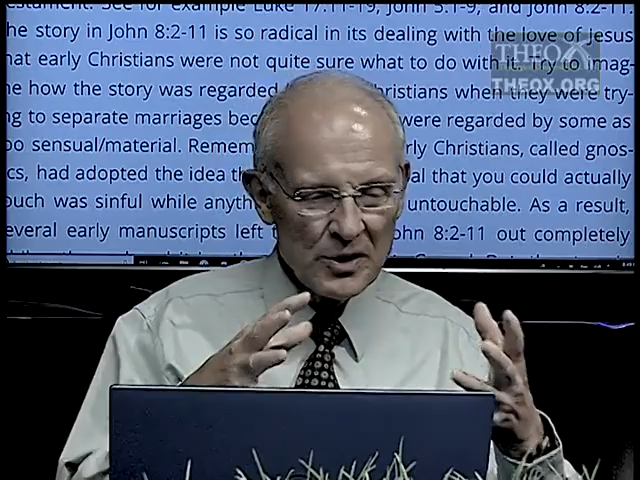 estament. See for example Luke 17:11-19, John 5:1-9, and John 8:2-11.
he story in John 8:2-11 is so radical in its dealing with the love of Jesus
hat early Christians were not quite sure what to do with it. Try to imag-
ne how the story was regarded hristians when they were try-
ng to separate marriages bec were regarded by some as
oo sensual/material. Remem rly Christians, called gnos-
cs, had adopted the idea th al that you could actually
ouch was sinful while anyth untouchable. As a result,
everal early manuscripts left ohn 8:2-11 out completely
THEOX
THEOX.ORG